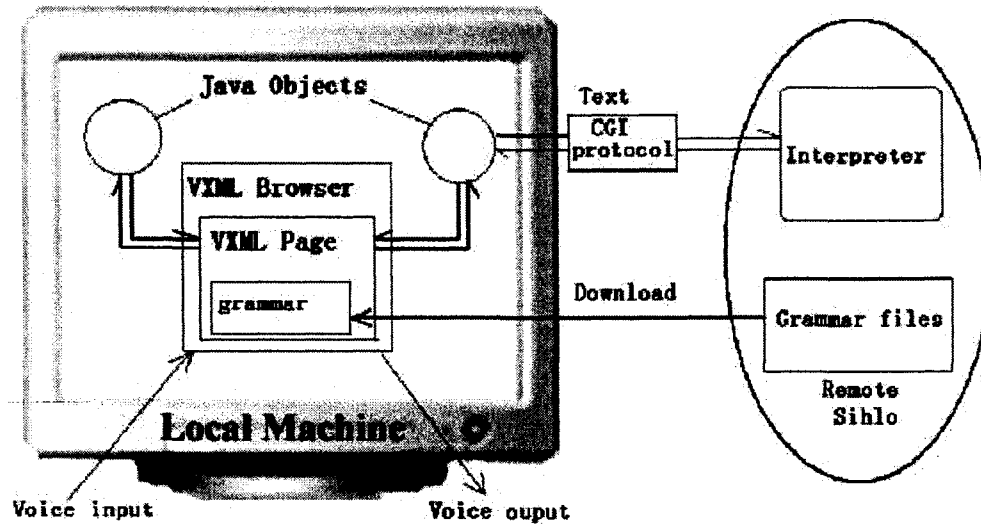 Java Objects
Text
CGI
protocol
Interpreter
VXML Browser
VXML Page
grammar
Download
Grammar files
Remote
Sihlo
Local Machine
Voice input
Voice ouput